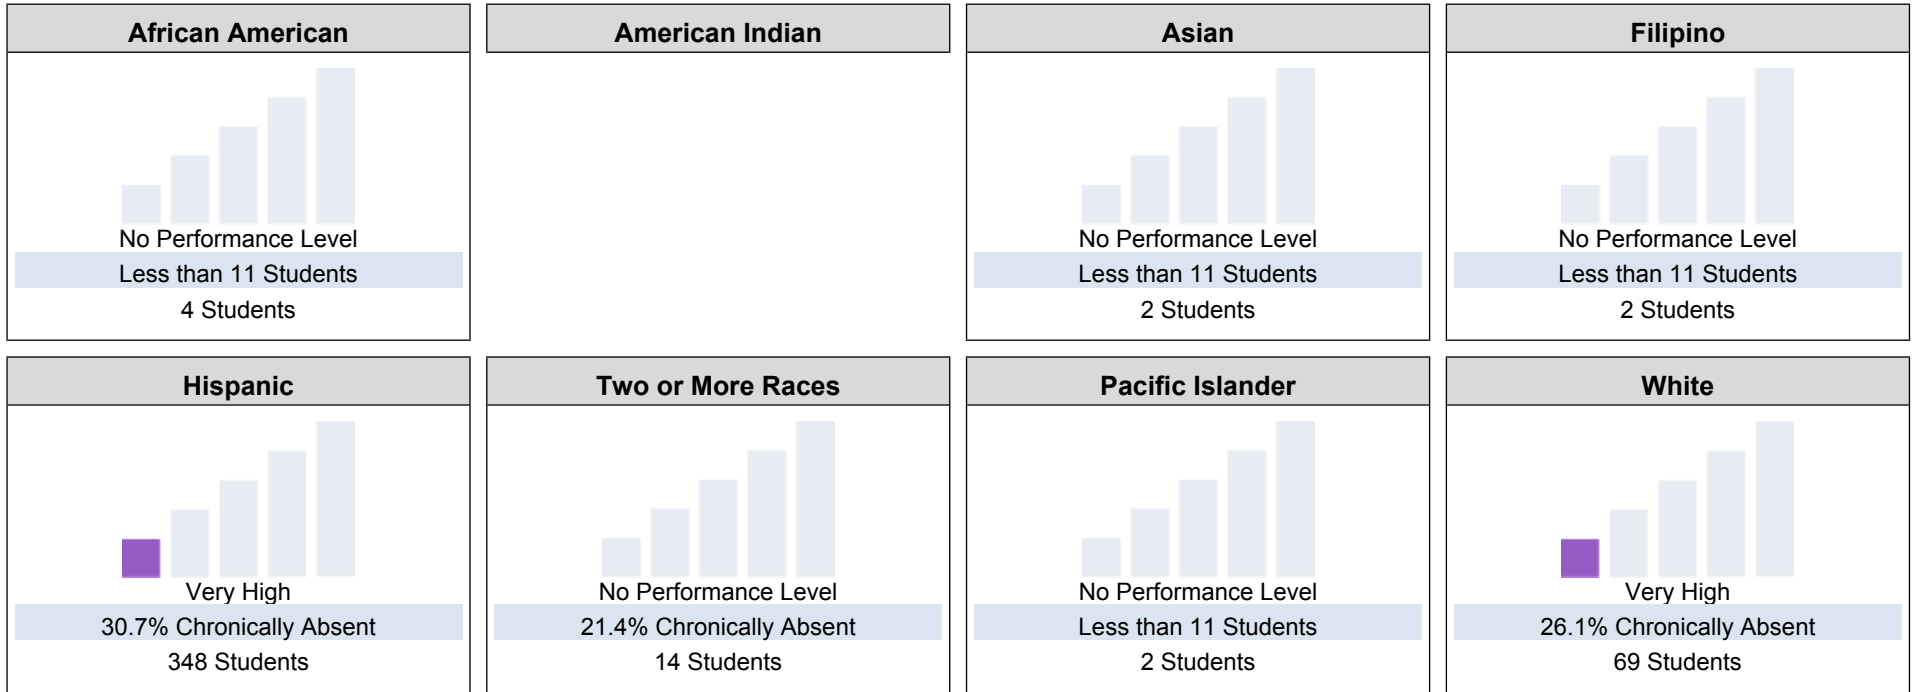 African American
No Performance Level
Less than 11 Students
4 Students
American Indian
Asian
No Performance Level
Less than 11 Students
2 Students
Filipino
No Performance Level
Less than 11 Students
2 Students
Hispanic
Very High
30.7% Chronically Absent
348 Students
Two or More Races
No Performance Level
21.4% Chronically Absent
14 Students
Pacific Islander
No Performance Level
Less than 11 Students
2 Students
White
Very High
26.1% Chronically Absent
69 Students